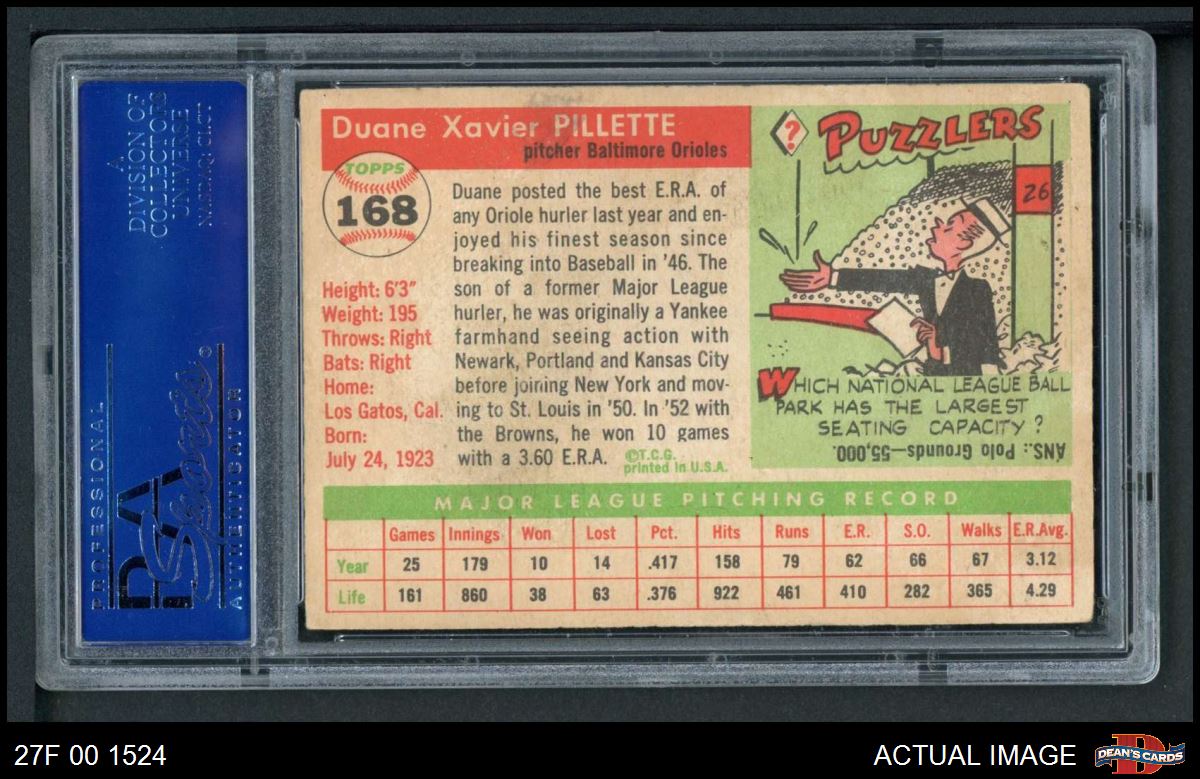 A
DIVISION OF
COLLECTORS
UNIVERSE
NASDAQ: CLCT
PROFESSIONAL
PSA
Sports
®
AUTHENTICATOR
Duane Xavier PILLETTE
pitcher Baltimore Orioles
TOPPS
168
Height: 6'3"
Weight: 195
Throws: Right
Bats: Right
Home:
Los Gatos, Cal.
Born:
July 24, 1923
Duane posted the best E.R.A. of
any Oriole hurler last year and en-
joyed his finest season since
breaking into Baseball in '46. The
son of a former Major League
hurler, he was originally a Yankee
farmhand seeing action with
Newark, Portland and Kansas City
before joining New York and mov-
ing to St. Louis in '50. In '52 with
the Browns, he won 10 games
with a 3.60 E.R.A.
©T.C.G.
printed in U.S.A.
? PUZZLERS
26
WHICH NATIONAL LEAGUE BALL
PARK HAS THE LARGEST
SEATING CAPACITY?
ANS.: Polo Grounds—55,000.
MAJOR LEAGUE PITCHING RECORD
Games Innings Won Lost Pct. Hits Runs E.R. S.O. Walks E.R.Avg.
Year 25 179 10 14 .417 158 79 62 66 67 3.12
Life 161 860 38 63 .376 922 461 410 282 365 4.29
27F 00 1524
ACTUAL IMAGE
D
DEAN'S CARDS